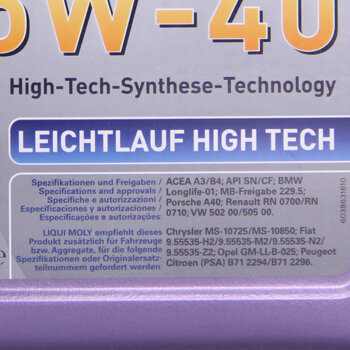 5W-40
High-Tech-Synthese-Technology
LEICHTLAUF HIGH TECH
Spezifikationen und Freigaben/
Specifications and approvals/
Specifiche e autorizzazioni/
Especificaciones y autorizaciones/
Spécifications et autorisations
ACEA A3/B4; API SN/CF; BMW
Longlife-01; MB-Freigabe 229.5;
Porsche A40; Renault RN 0700/RN
0710; VW 502 00/505 00.
LIQUI MOLY empfiehlt dieses
Produkt zusätzlich für Fahrzeuge
bzw. Aggregate, für die folgende
Spezifikationen oder Originalersatz-
teilnummern gefordert werden:
Chrysler MS-10725/MS-10850; Fiat
9.55535-H2/9.55535-M2/9.55535-N2/
9.55535-Z2; Opel GM-LL-B-025; Peugeot
Citroen (PSA) B71 2294/B71 2296.